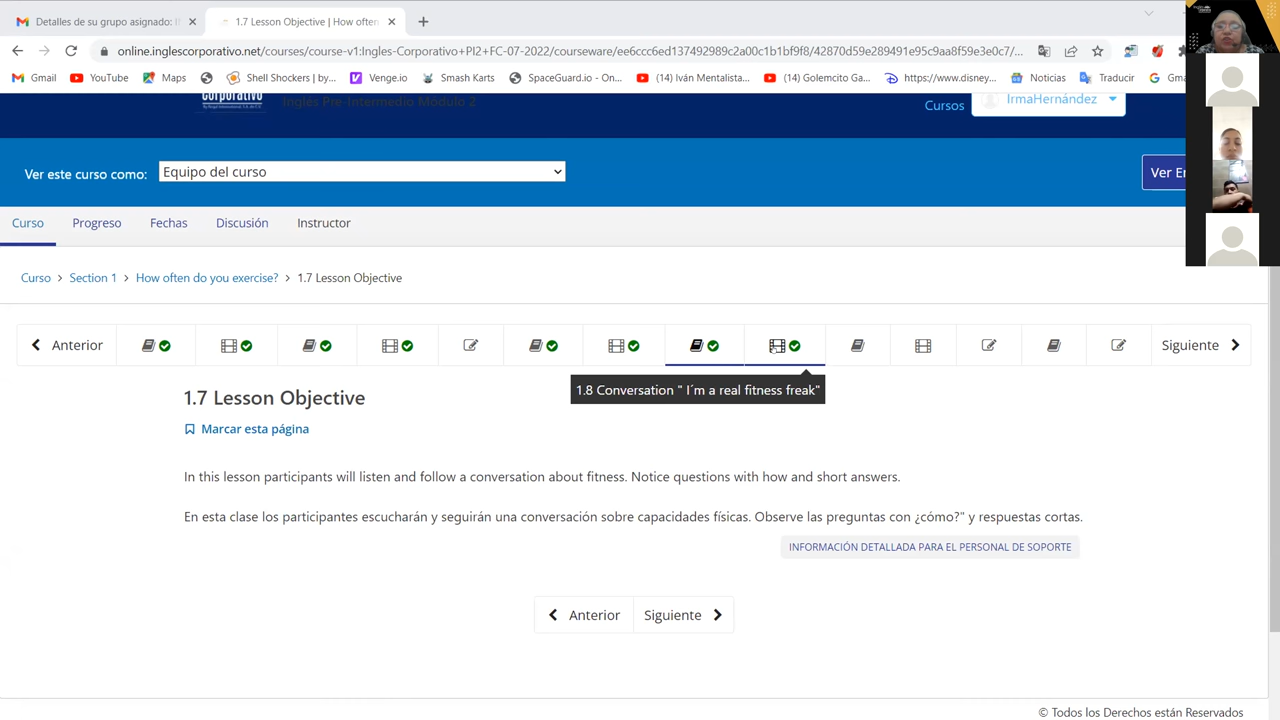 Detalles de su grupo asignado: I
1.7 Lesson Objective | How often
online.inglescorporativo.net/courses/course-v1:Ingles-Corporativo+PI2+FC-07-2022/courseware/ee6ccc6ed137492989c2a00c1b1bf9f8/42870d59e289491e95c9aa8f59e3e0c7/...
Gmail
YouTube
Maps
Shell Shockers | by...
Venge.io
Smash Karts
SpaceGuard.io - On...
(14) Iván Mentalista...
(14) Golemcito Ga...
https://www.disney...
Noticias
Traducir
corporativo
Ingles Pre-Intermedio Módulo 2
Cursos
IrmaHernández
Ver este curso como:
Equipo del curso
Curso
Progreso
Fechas
Discusión
Instructor
Curso > Section 1 > How often do you exercise? > 1.7 Lesson Objective
Anterior
Siguiente
1.8 Conversation " I´m a real fitness freak"
1.7 Lesson Objective
Marcar esta página
In this lesson participants will listen and follow a conversation about fitness. Notice questions with how and short answers.
En esta clase los participantes escucharán y seguirán una conversación sobre capacidades físicas. Observe las preguntas con ¿cómo?" y respuestas cortas.
INFORMACIÓN DETALLADA PARA EL PERSONAL DE SOPORTE
Anterior
Siguiente
© Todos los Derechos están Reservados